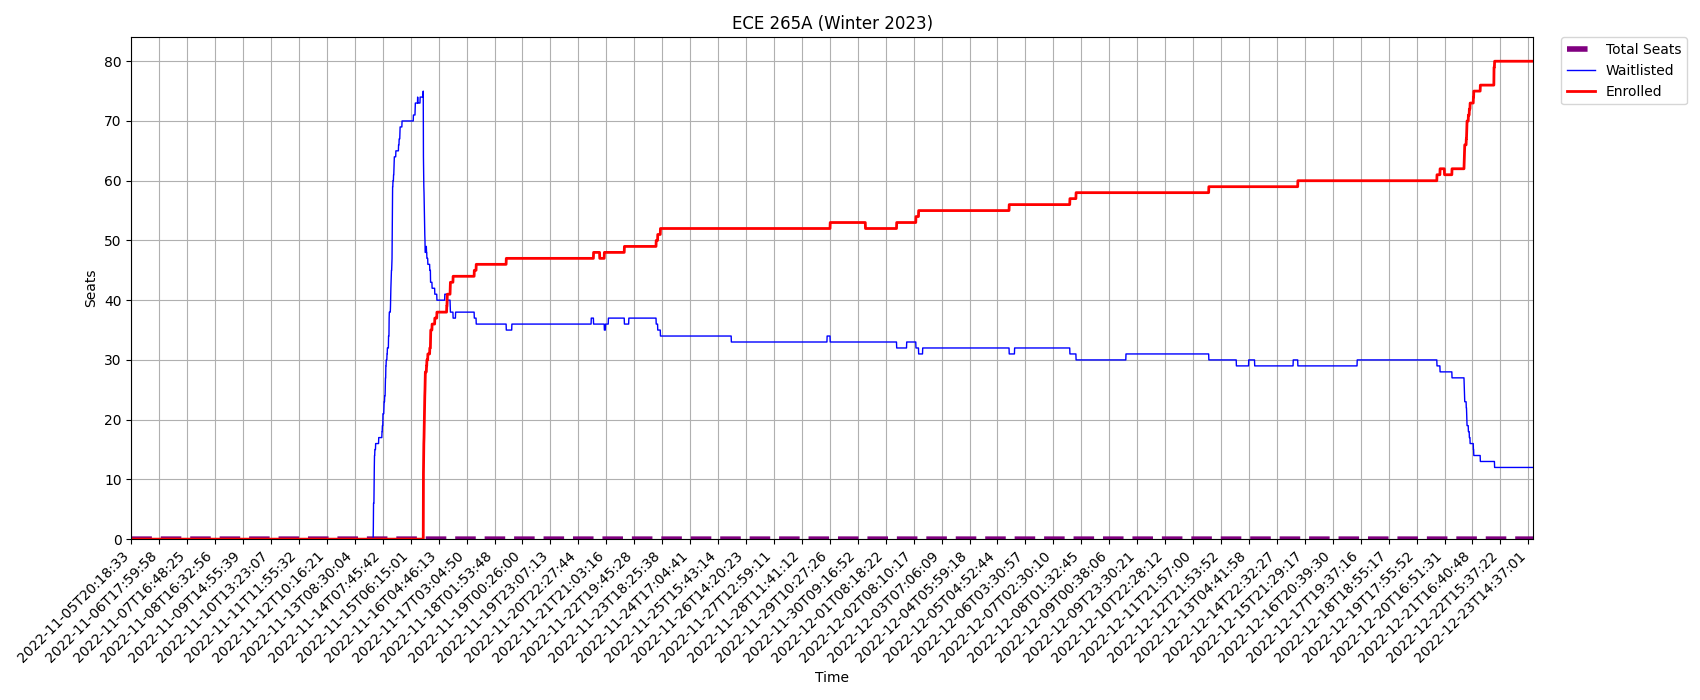 ECE 265A (Winter 2023)
Total Seats
Waitlisted
Enrolled
Seats
80
70
60
50
40
30
20
10
0
2022-11-05T20:18:33
2022-11-06T17:59:58
2022-11-07T16:48:25
2022-11-08T16:32:56
2022-11-09T14:55:39
2022-11-10T13:23:07
2022-11-11T11:55:32
2022-11-12T10:16:21
2022-11-13T08:30:04
2022-11-14T07:45:42
2022-11-15T06:15:01
2022-11-16T04:46:13
2022-11-17T03:04:50
2022-11-18T01:53:48
2022-11-19T00:26:00
2022-11-19T23:07:13
2022-11-20T22:27:44
2022-11-21T21:03:16
2022-11-22T19:45:28
2022-11-23T18:25:38
2022-11-24T17:04:41
2022-11-25T15:43:14
2022-11-26T14:20:23
2022-11-27T12:59:11
2022-11-28T11:41:12
2022-11-29T10:27:26
2022-11-30T09:16:52
2022-12-01T08:18:22
2022-12-02T08:10:17
2022-12-03T07:06:09
2022-12-04T05:59:18
2022-12-05T04:52:44
2022-12-06T03:30:57
2022-12-07T02:30:10
2022-12-08T01:32:45
2022-12-09T00:38:06
2022-12-09T23:30:21
2022-12-10T22:28:12
2022-12-11T21:57:00
2022-12-12T21:53:52
2022-12-13T04:41:58
2022-12-14T22:32:27
2022-12-15T21:29:17
2022-12-16T20:39:30
2022-12-17T19:37:16
2022-12-18T18:55:17
2022-12-19T17:55:52
2022-12-20T16:51:31
2022-12-21T16:40:48
2022-12-22T15:37:22
2022-12-23T14:37:01
Time